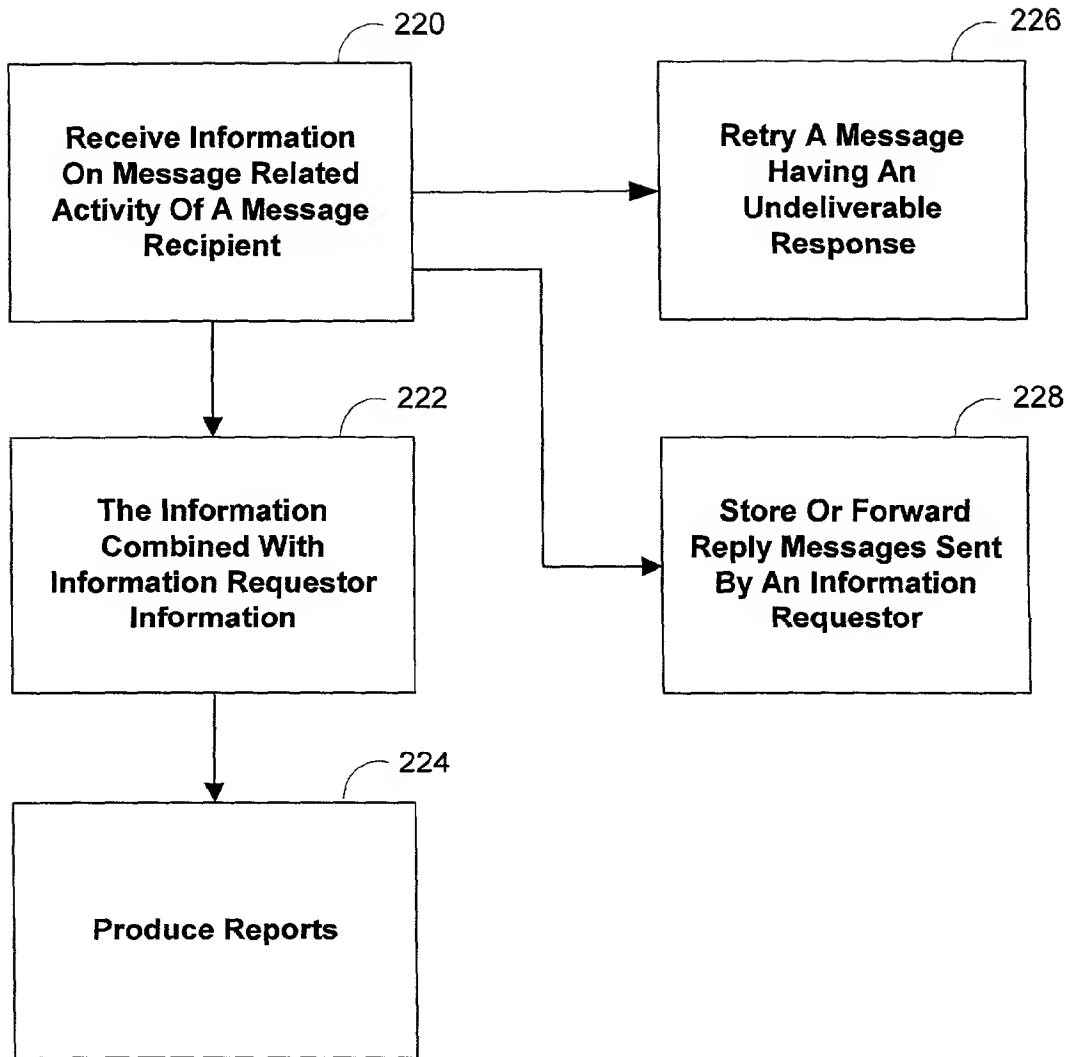 220
Receive Information
On Message Related
Activity Of A Message
Recipient
226
Retry A Message
Having An
Undeliverable
Response
222
The Information
Combined With
Information Requestor
Information
228
Store Or Forward
Reply Messages Sent
By An Information
Requestor
224
Produce Reports